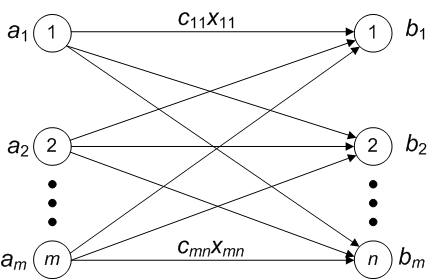 a₁ 1 c₁₁x₁₁ 1 b₁
a₂ 2 2 b₂
aₘ m cₘₙxₘₙ n bₘ